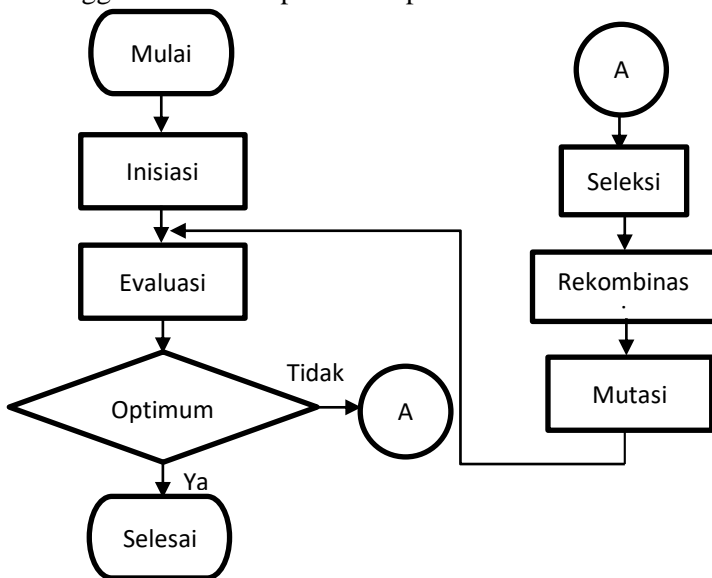 Mulai
Inisiasi
Evaluasi
Optimum
Tidak
A
Ya
Selesai
A
Seleksi
Rekombinas
Mutasi